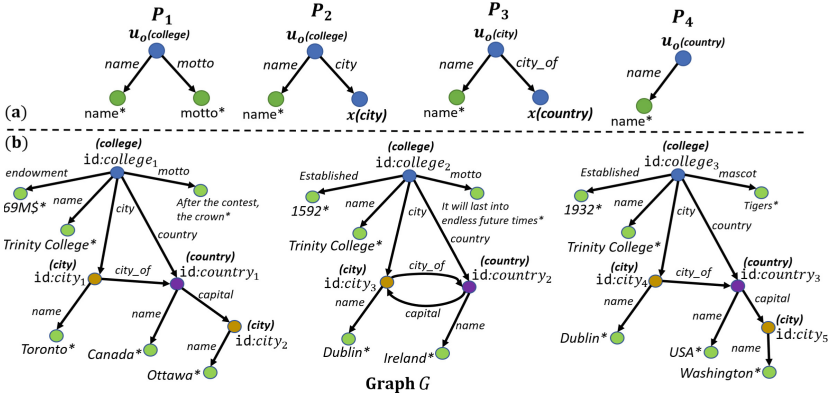 P1 P2 P3 P4
uo(college) uo(college) uo(city) uo(country)
name motto name city name city_of name
name* motto* name* x(city) name* x(country) name*
(a)
(b)
(college)
id:college1
endowment
motto
69M$*
name
city
After the contest,
the crown*
Trinity College*
country
(city)
id:city1
city_of
(country)
id:country1
name
name
capital
Toronto*
Canada*
name
(city)
id:city2
Ottawa*
(college)
id:college2
Established
motto
1592*
name
city
It will last into
endless future times*
Trinity College*
country
(city)
id:city3
city_of
(country)
id:country2
capital
name
name
Dublin*
Ireland*
(college)
id:college3
Established
mascot
1932*
name
city
Tigers*
Trinity College*
country
(city)
id:city4
city_of
(country)
id:country3
name
name
capital
(city)
id:city5
Dublin*
USA*
name
Washington*
Graph G